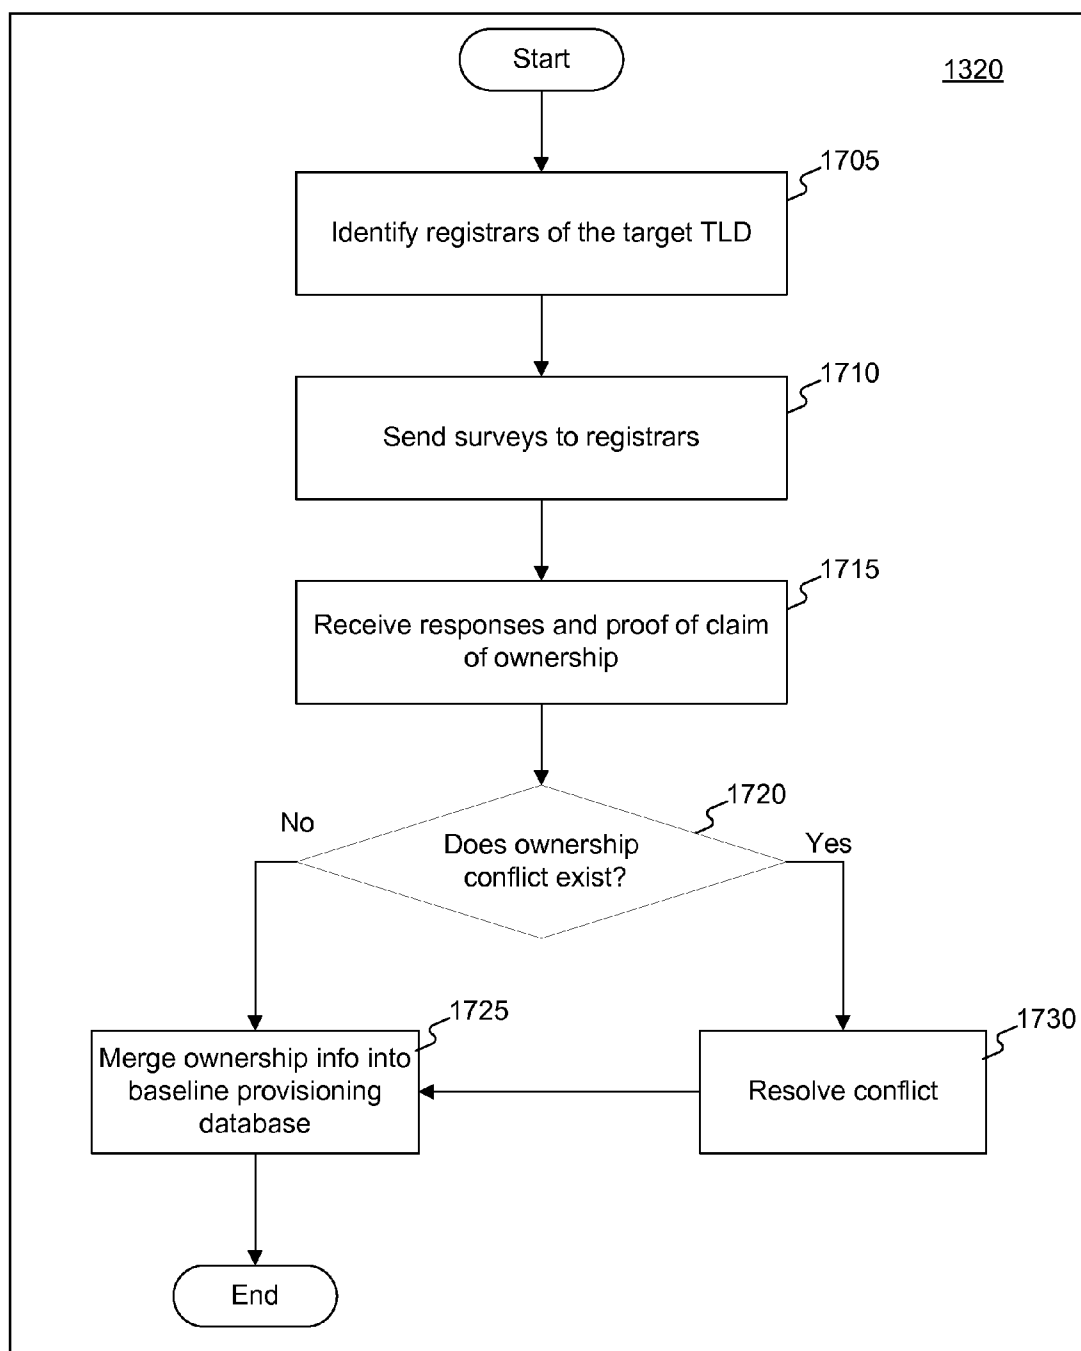 Start
1320
1705
Identify registrars of the target TLD
1710
Send surveys to registrars
1715
Receive responses and proof of claim
of ownership
1720
No
Does ownership
conflict exist?
Yes
1725
Merge ownership info into
baseline provisioning
database
1730
Resolve conflict
End